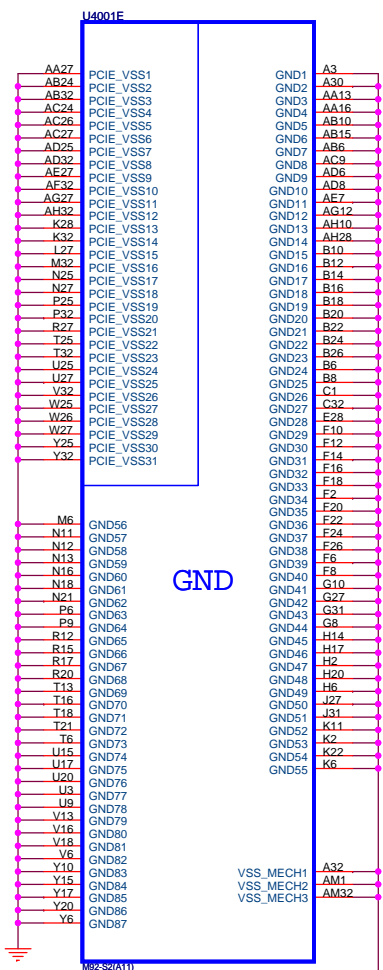 U4001E
AA27 PCIE_VSS1
AB24 PCIE_VSS2
AB32 PCIE_VSS3
AC24 PCIE_VSS4
AC26 PCIE_VSS5
AC27 PCIE_VSS6
AD25 PCIE_VSS7
AD32 PCIE_VSS8
AE27 PCIE_VSS9
AF32 PCIE_VSS10
AG27 PCIE_VSS11
AH32 PCIE_VSS12
K28 PCIE_VSS13
K32 PCIE_VSS14
L27 PCIE_VSS15
M32 PCIE_VSS16
N25 PCIE_VSS17
N27 PCIE_VSS18
P25 PCIE_VSS19
P32 PCIE_VSS20
R27 PCIE_VSS21
T25 PCIE_VSS22
T32 PCIE_VSS23
U25 PCIE_VSS24
U27 PCIE_VSS25
V32 PCIE_VSS26
W25 PCIE_VSS27
W26 PCIE_VSS28
W27 PCIE_VSS29
Y25 PCIE_VSS30
Y32 PCIE_VSS31
M6 GND56
N11 GND57
N12 GND58
N13 GND59
N16 GND60
N18 GND61
N21 GND62
P6 GND63
P9 GND64
R12 GND65
R15 GND66
R17 GND67
R20 GND68
T13 GND69
T16 GND70
T18 GND71
T21 GND72
T6 GND73
U15 GND74
U17 GND75
U20 GND76
U3 GND77
U9 GND78
V13 GND79
V16 GND80
V18 GND81
V6 GND82
Y10 GND83
Y15 GND84
Y17 GND85
Y20 GND86
Y6 GND87
GND
GND1 A3
GND2 A30
GND3 AA13
GND4 AA16
GND5 AB10
GND6 AB15
GND7 AB6
GND8 AC9
GND9 AD6
GND10 AD8
GND11 AE7
GND12 AG12
GND13 AH10
GND14 AH28
GND15 B10
GND16 B12
GND17 B14
GND18 B16
GND19 B18
GND20 B20
GND21 B22
GND22 B24
GND23 B26
GND24 B6
GND25 B8
GND26 C1
GND27 C32
GND28 E28
GND29 F10
GND30 F12
GND31 F14
GND32 F16
GND33 F18
GND34 F2
GND35 F20
GND36 F22
GND37 F24
GND38 F26
GND39 F6
GND40 F8
GND41 G10
GND42 G27
GND43 G31
GND44 G8
GND45 H14
GND46 H17
GND47 H2
GND48 H20
GND49 H6
GND50 J27
GND51 J31
GND52 K11
GND53 K2
GND54 K22
GND55 K6
VSS_MECH1 A32
VSS_MECH2 AM1
VSS_MECH3 AM32
M92-S2(A11)